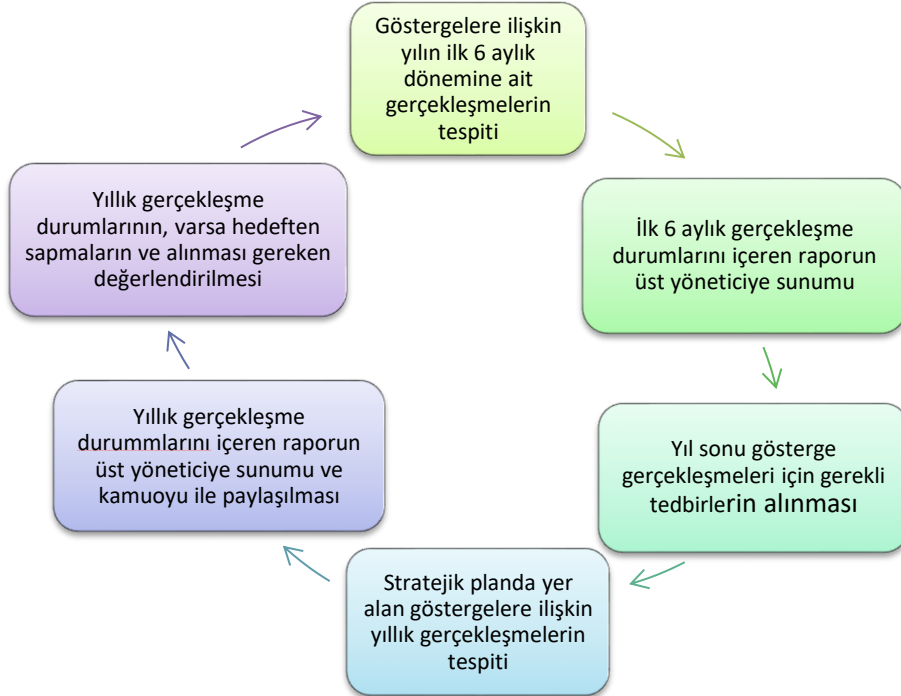 Göstergelere ilişkin
yılın ilk 6 aylık
dönemine ait
gerçekleşmelerin
tespiti
İlk 6 aylık gerçekleşme
durumlarını içeren raporun
üst yöneticiye sunumu
Yıl sonu gösterge
gerçekleşmeleri için gerekli
tedbirlerin alınması
Stratejik planda yer
alan göstergelere ilişkin
yıllık gerçekleşmelerin
tespiti
Yıllık gerçekleşme
durummlarını içeren raporun
üst yöneticiye sunumu ve
kamuoyu ile paylaşılması
Yıllık gerçekleşme
durumlarının, varsa hedeften
sapmaların ve alınması gereken
değerlendirilmesi